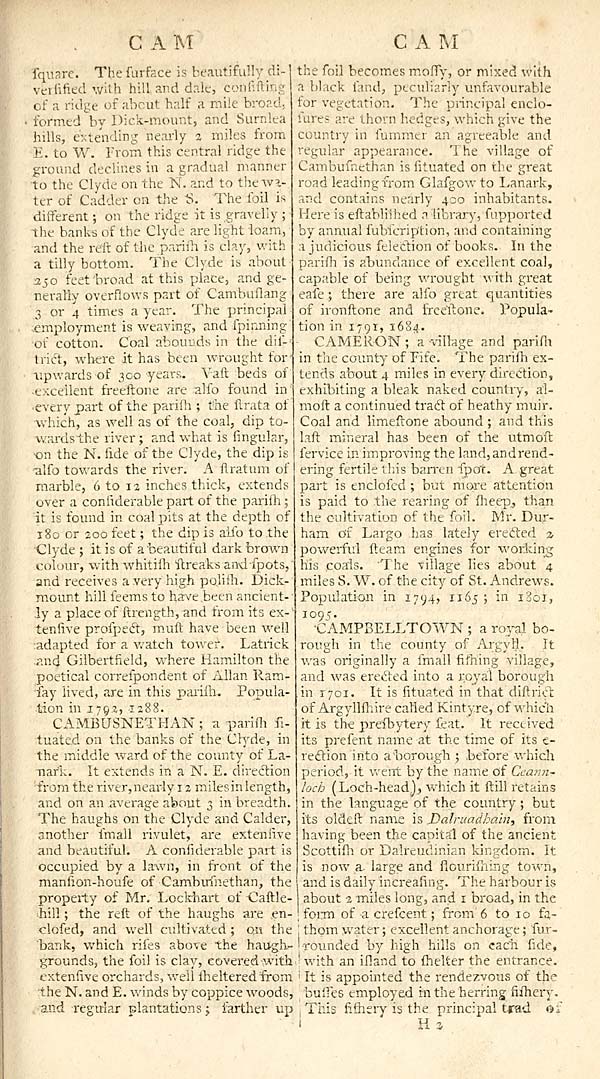 CAM
ſquare. The ſurface is beautifully di-
verſified with hill and dale, conſiſting
of a ridge of about half a mile broad,
formed by Dick-mount, and Surnlea
hills, extending nearly 2 miles from
E. to W. From this central ridge the
ground declines in a gradual manner
to the Clyde on the N. and to the wa-
ter of Cadder on the S. The ſoil is
different; on the ridge it is gravelly;
the banks of the Clyde are light loam,
and the reſt of the pariſh is clay, with
a tilly bottom. The Clyde is about
250 feet broad at this place, and ge-
nerally overflows part of Cambuſlang
3 or 4 times a year. The principal
employment is weaving, and ſpinning
of cotton. Coal abounds in the diſ-
trict, where it has been wrought for
upwards of 300 years. Vaſt beds of
excellent freeſtone are alſo found in
every part of the pariſh; the ſtrata of
which, as well as of the coal, dip to-
wards the river; and what is ſingular,
on the N. ſide of the Clyde, the dip is
alſo towards the river. A ſtratum of
marble, 6 to 12 inches thick, extends
over a conſiderable part of the pariſh;
it is found in coal pits at the depth of
180 or 200 feet; the dip is alſo to the
Clyde; it is of a beautiful dark brown
colour, with whitiſh ſtreaks and ſpots,
and receives a very high poliſh. Dick-
mount hill ſeems to have been ancient-
ly a place of ſtrength, and from its ex-
tenſive proſpect, muſt have been well
adapted for a watch tower. Latrick
and Gilbertfield, where Hamilton the
poetical correſpondent of Allan Ram-
ſay lived, are in this pariſh. Popula-
tion in 1792, 1288.
CAMBUSNETHAN; a pariſh ſi-
tuated on the banks of the Clyde, in
the middle ward of the county of La-
nark. It extends in a N. E. direction
from the river, nearly 12 miles in length,
and on an average about 3 in breadth.
The haughs on the Clyde and Calder,
another ſmall rivulet, are extenſive
and beautiful. A conſiderable part is
occupied by a lawn, in front of the
manſion-houſe of Cambuſnethan, the
property of Mr. Lockhart of Caſtle-
hill; the reſt of the haughs are en-
cloſed, and well cultivated; on the
bank, which riſes above the haugh-
grounds, the ſoil is clay, covered with
extenſive orchards, well ſheltered from
the N. and E. winds by coppice woods,
and regular plantations; farther up
CAM
the ſoil becomes moſſy, or mixed with
a black ſand, peculiarly unfavourable
for vegetation. The principal enclo-
ſures are thorn hedges, which give the
country in ſummer an agreeable and
regular appearance. The village of
Cambuſnethan is ſituated on the great
road leading from Glaſgow to Lanark,
and contains nearly 400 inhabitants.
Here is eſtabliſhed a library, ſupported
by annual ſubſcription, and containing
a judicious ſelection of books. In the
pariſh is abundance of excellent coal,
capable of being wrought with great
eaſe; there are alſo great quantities
of ironſtone and freeſtone. Popula-
tion in 1791, 1684.
CAMERON; a village and pariſh
in the county of Fife. The pariſh ex-
tends about 4 miles in every direction,
exhibiting a bleak naked country, al-
moſt a continued tract of heathy muir.
Coal and limeſtone abound; and this
laſt mineral has been of the utmoſt
ſervice in improving the land, and rend-
ering fertile this barren ſpot. A great
part is encloſed; but more attention
is paid to the rearing of ſheep, than
the cultivation of the ſoil. Mr. Dur-
ham of Largo has lately erected 2
powerful ſteam engines for working
his coals. The village lies about 4
miles S. W. of the city of St. Andrews.
Population in 1794, 1165; in 1801,
1095.
CAMPBELLTOWN; a royal bo-
rough in the county of Argyll. It
was originally a ſmall fiſhing village,
and was erected into a royal borough
in 1701. It is ſituated in that diſtrict
of Argyllſhire called Kintyre, of which
it is the preſbytery ſeat. It received
its preſent name at the time of its e-
rection into a borough; before which
period, it went by the name of Ceann-
loch (Loch-head), which it ſtill retains
in the language of the country; but
its oldeſt name is Dalruadhain, from
having been the capital of the ancient
Scottiſh or Dalreudinian kingdom. It
is now a large and flouriſhing town,
and is daily increaſing. The harbour is
about 2 miles long, and 1 broad, in the
form of a creſcent; from 6 to 10 fa-
thom water; excellent anchorage; ſur-
rounded by high hills on each ſide,
with an iſland to ſhelter the entrance.
It is appointed the rendezvous of the
buſſes employed in the herring fiſhery.
This fiſhery is the principal trad of
H 2